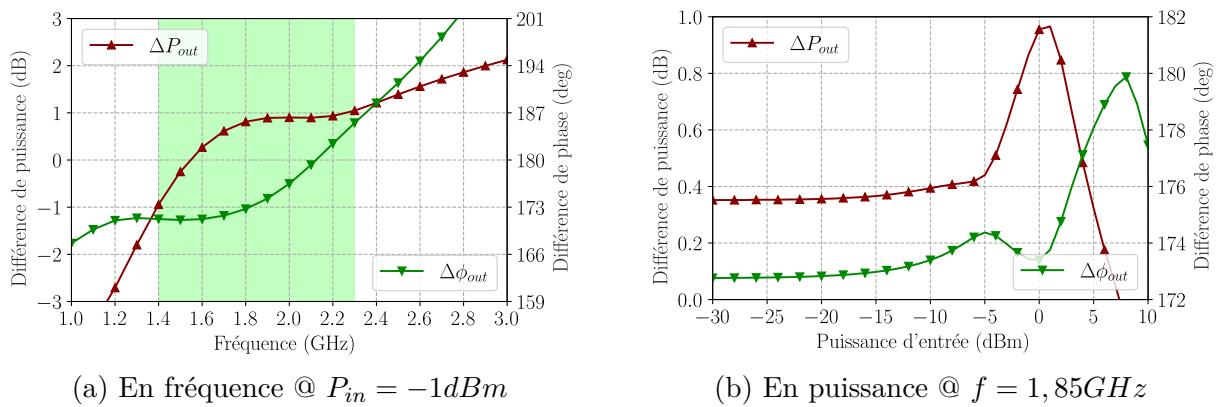 3
2
1
0
−1
−2
−3
Différence de puissance (dB)
ΔP_out
Δϕ_out
201
194
187
180
173
166
159
Différence de phase (deg)
1.0 1.2 1.4 1.6 1.8 2.0 2.2 2.4 2.6 2.8 3.0
Fréquence (GHz)
(a) En fréquence @ P_in = −1dBm
1.0
0.8
0.6
0.4
0.2
0.0
Différence de puissance (dB)
ΔP_out
Δϕ_out
182
180
178
176
174
172
Différence de phase (deg)
−30 −25 −20 −15 −10 −5 0 5 10
Puissance d'entrée (dBm)
(b) En puissance @ f = 1, 85GHz